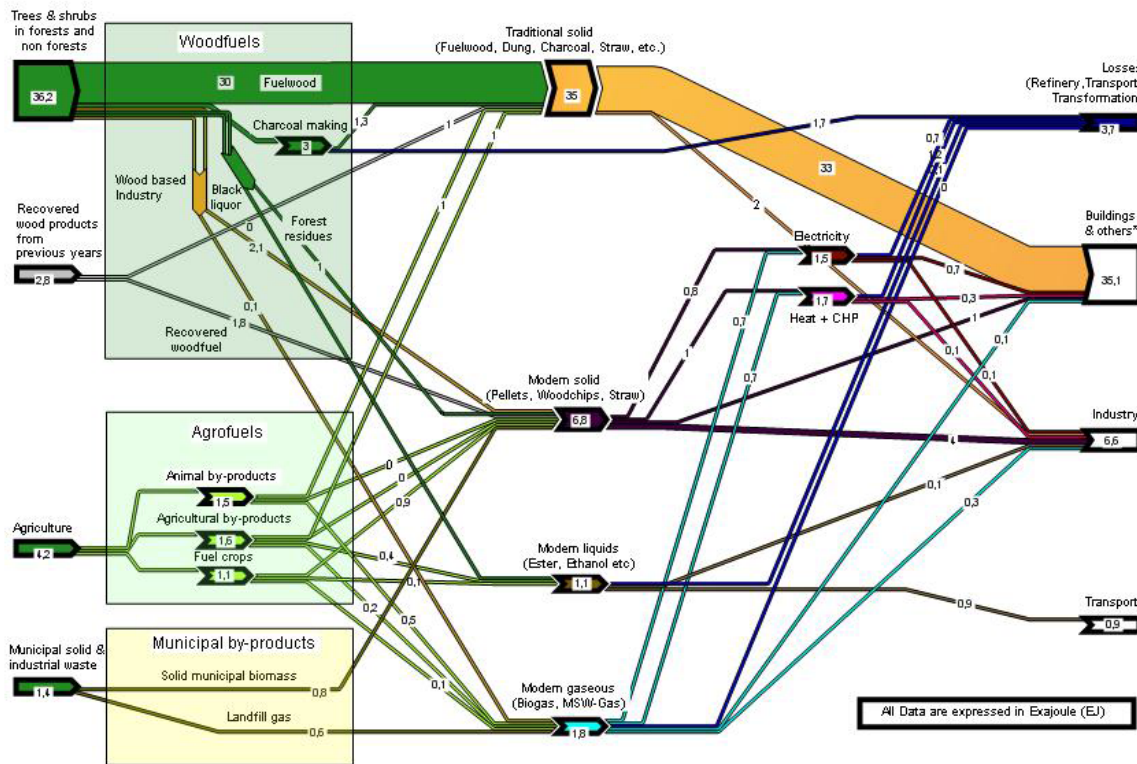 Trees & shrubs
in forests and
non forests
36,2
Woodfuels
30
Fuelwood
Charcoal making
3
1,3
Traditional solid
(Fuelwood, Dung, Charcoal, Straw, etc.)
35
Losses
(Refinery,Transport
Transformation
3,7
1,7
1
1
1
33
2
Wood based
Industry
Black
liquor
Forest
residues
0
2,1
1
0,1
1,8
Recovered
woodfuel
Recovered
wood products
from
previous years
2,8
0,7
1,2
0
Buildings
& others*
35,1
Electricity
1,5
1,7
Heat + CHP
0,8
1
0,7
0,7
0,7
0,3
1
0,1
0,1
0,1
Modern solid
(Pellets, Woodchips, Straw)
6,8
4
Industry
6,6
0,1
0,3
Agrofuels
Animal by-products
1,5
Agricultural by-products
1,6
Fuel crops
1,1
Agriculture
4,2
0
0
0,9
0,4
0,1
0,2
0,5
0,1
Modern liquids
(Ester, Ethanol etc)
1,1
0,9
Transport
0,9
Municipal solid &
industrial waste
1,4
Municipal by-products
Solid municipal biomass
0,8
Landfill gas
0,6
Modern gaseous
(Biogas, MSW-Gas)
1,8
All Data are expressed in Exajoule (EJ)